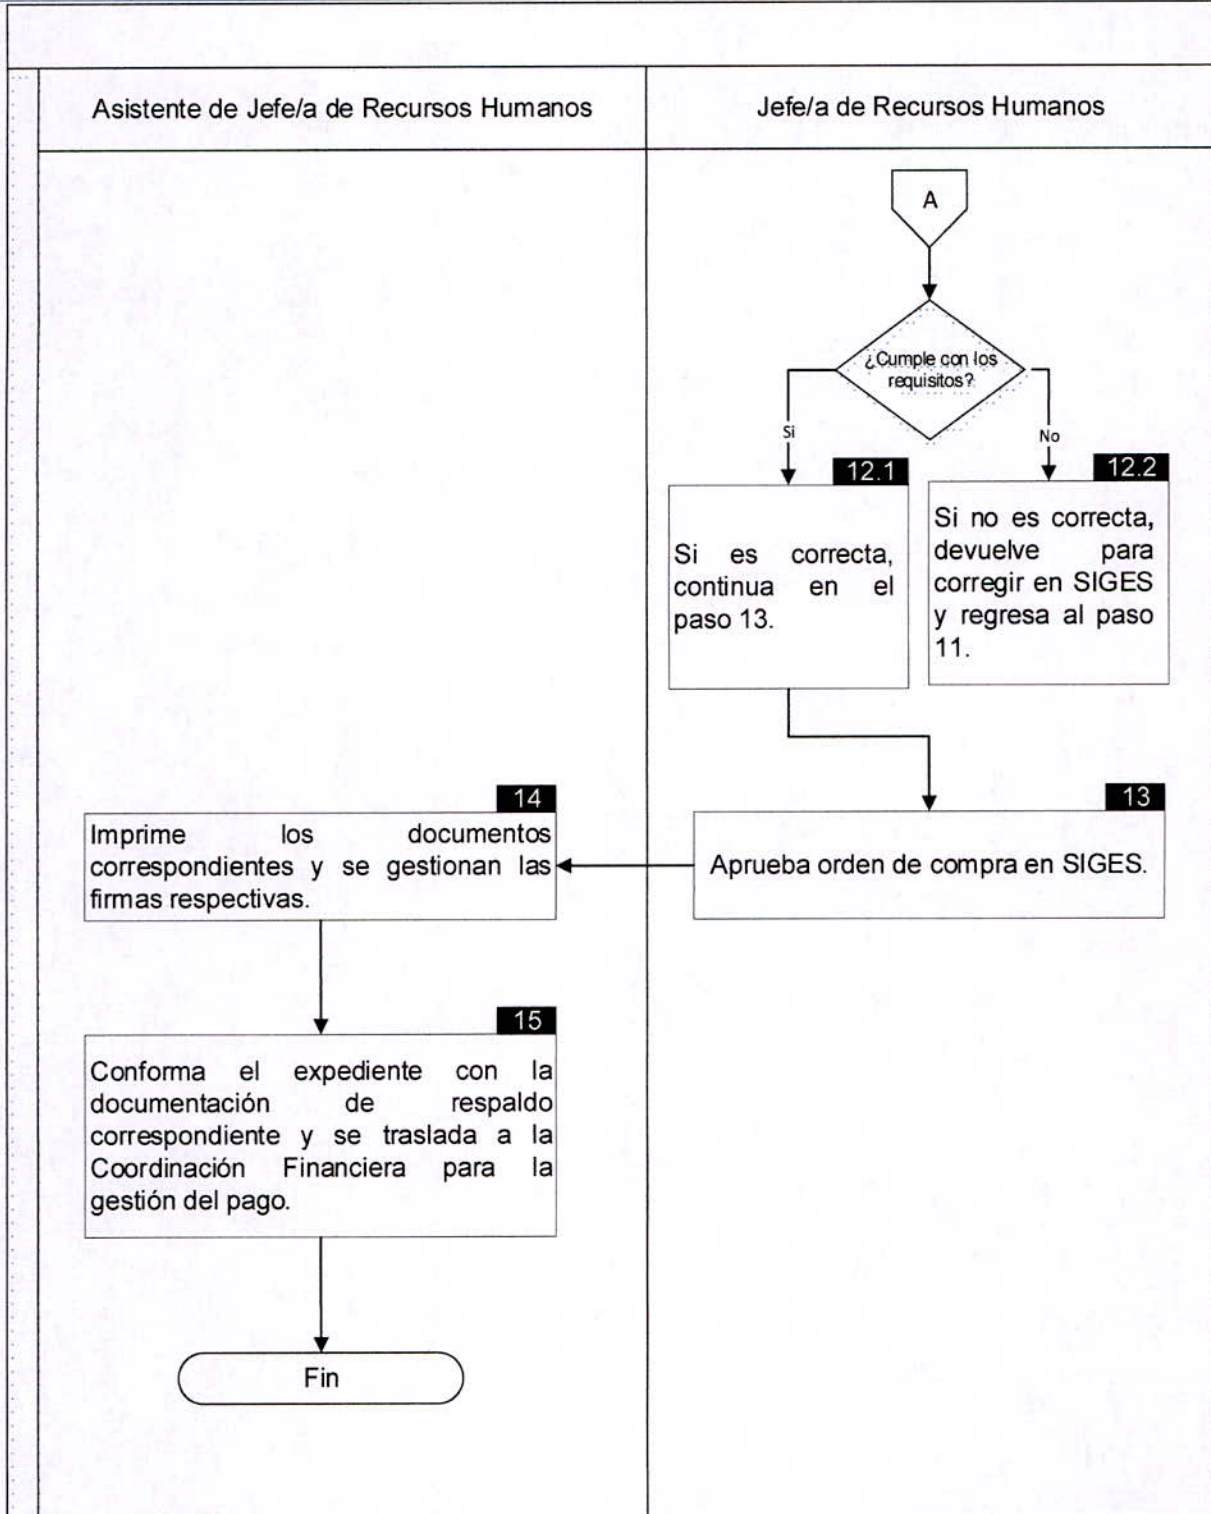 Asistente de Jefe/a de Recursos Humanos
Jefe/a de Recursos Humanos
A
¿Cumple con los
requisitos?
Si
No
12.1
Si es correcta,
continua en el
paso 13.
12.2
Si no es correcta,
devuelve para
corregir en SIGES
y regresa al paso
11.
13
Aprueba orden de compra en SIGES.
14
Imprime los documentos
correspondientes y se gestionan las
firmas respectivas.
15
Conforma el expediente con la
documentación de respaldo
correspondiente y se traslada a la
Coordinación Financiera para la
gestión del pago.
Fin